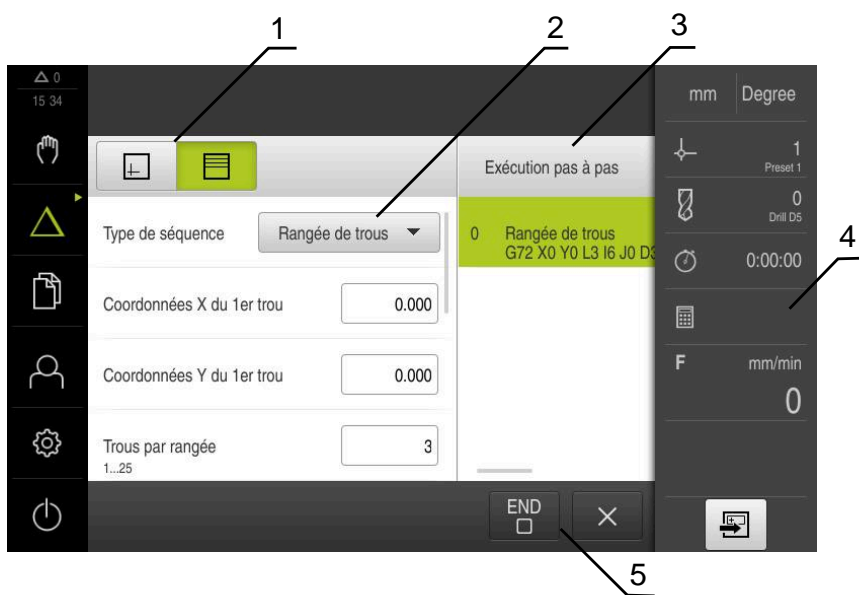 1
2
3
0
15 34
mm Degree
Exécution pas à pas
1
Preset 1
Type de séquence Rangée de trous
0 Rangée de trous
G72 X0 Y0 L3 I6 J0 D3
0
Drill D5
4
0:00:00
Coordonnées X du 1er trou 0.000
Coordonnées Y du 1er trou 0.000
F mm/min
0
Trous par rangée 3
1...25
END
5